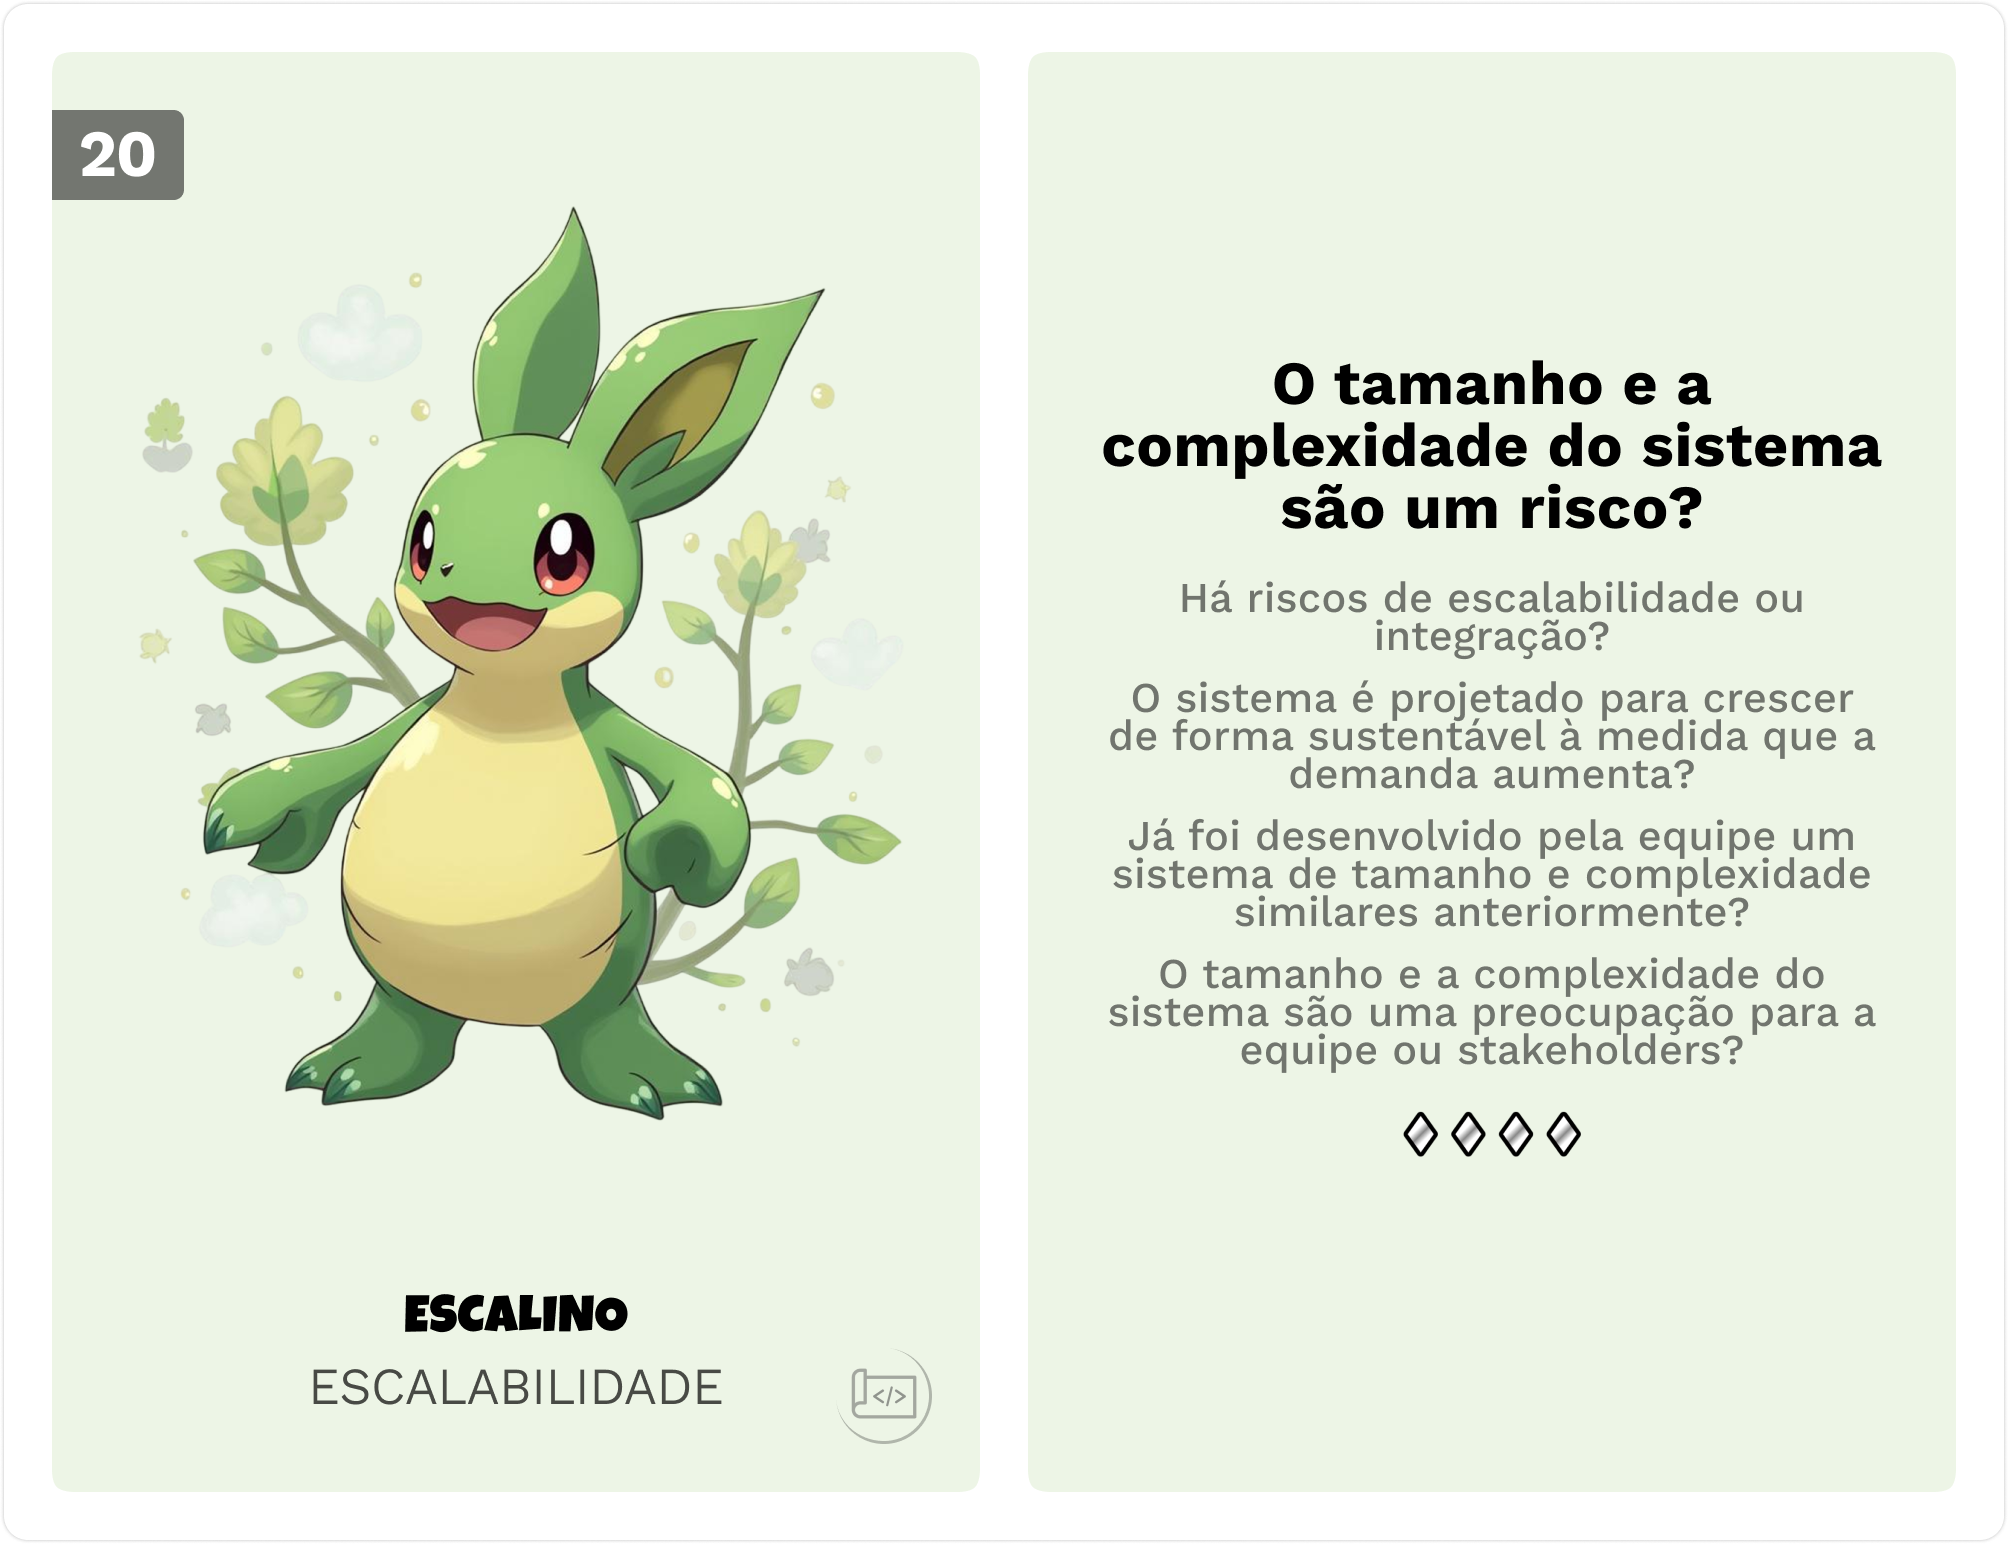 20
ESCALINO
ESCALABILIDADE
</>
O tamanho e a
complexidade do sistema
são um risco?
Há riscos de escalabilidade ou
integração?
O sistema é projetado para crescer
de forma sustentável à medida que a
demanda aumenta?
Já foi desenvolvido pela equipe um
sistema de tamanho e complexidade
similares anteriormente?
O tamanho e a complexidade do
sistema são uma preocupação para a
equipe ou stakeholders?